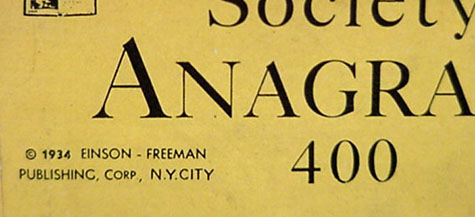 Society
ANAGRA
400
© 1934 EINSON - FREEMAN
PUBLISHING, CORP., N.Y.CITY